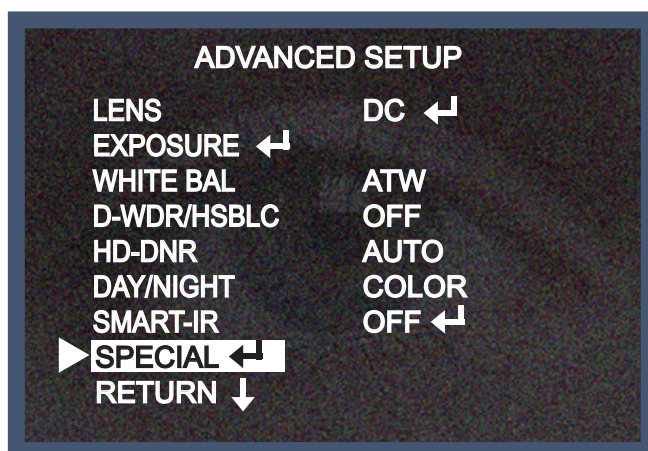 ADVANCED SETUP
LENS DC ↵
EXPOSURE ↵
WHITE BAL ATW
D-WDR/HSBLC OFF
HD-DNR AUTO
DAY/NIGHT COLOR
SMART-IR OFF ↵
SPECIAL ↵
RETURN ↓